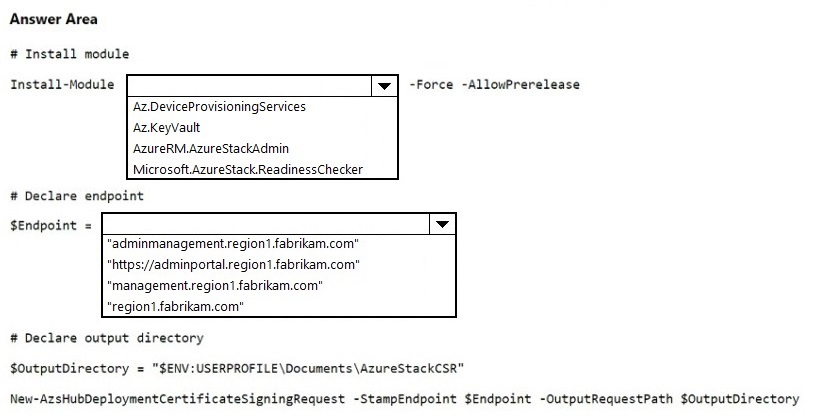 Answer Area
# Install module
Install-Module -Force -AllowPrerelease
Az.DeviceProvisioningServices
Az.KeyVault
AzureRM.AzureStackAdmin
Microsoft.AzureStack.ReadinessChecker
# Declare endpoint
$Endpoint =
"adminmanagement.region1.fabrikam.com"
"https://adminportal.region1.fabrikam.com"
"management.region1.fabrikam.com"
"region1.fabrikam.com"
# Declare output directory
$OutputDirectory = "$ENV:USERPROFILE\Documents\AzureStackCSR"
New-AzsHubDeploymentCertificateSigningRequest -StampEndpoint $Endpoint -OutputRequestPath $OutputDirectory